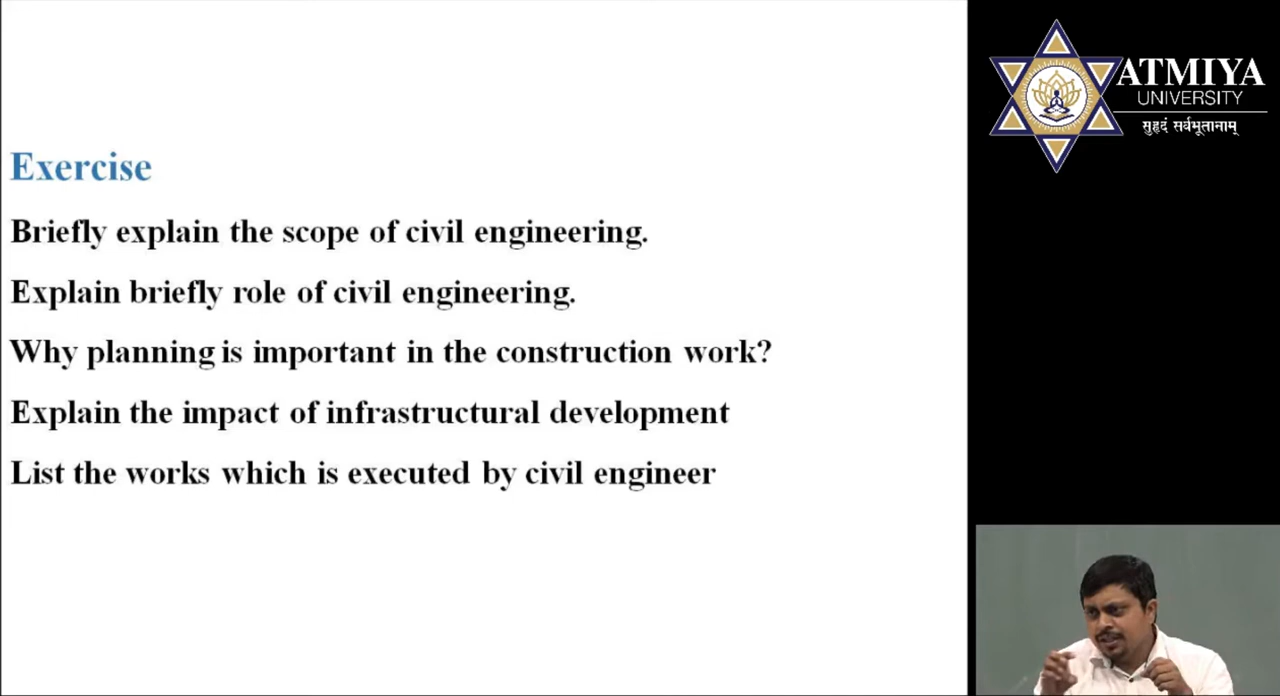 ATMIYA
UNIVERSITY
सुहृदं सर्वभूतानाम्
Exercise
Briefly explain the scope of civil engineering.
Explain briefly role of civil engineering.
Why planning is important in the construction work?
Explain the impact of infrastructural development
List the works which is executed by civil engineer